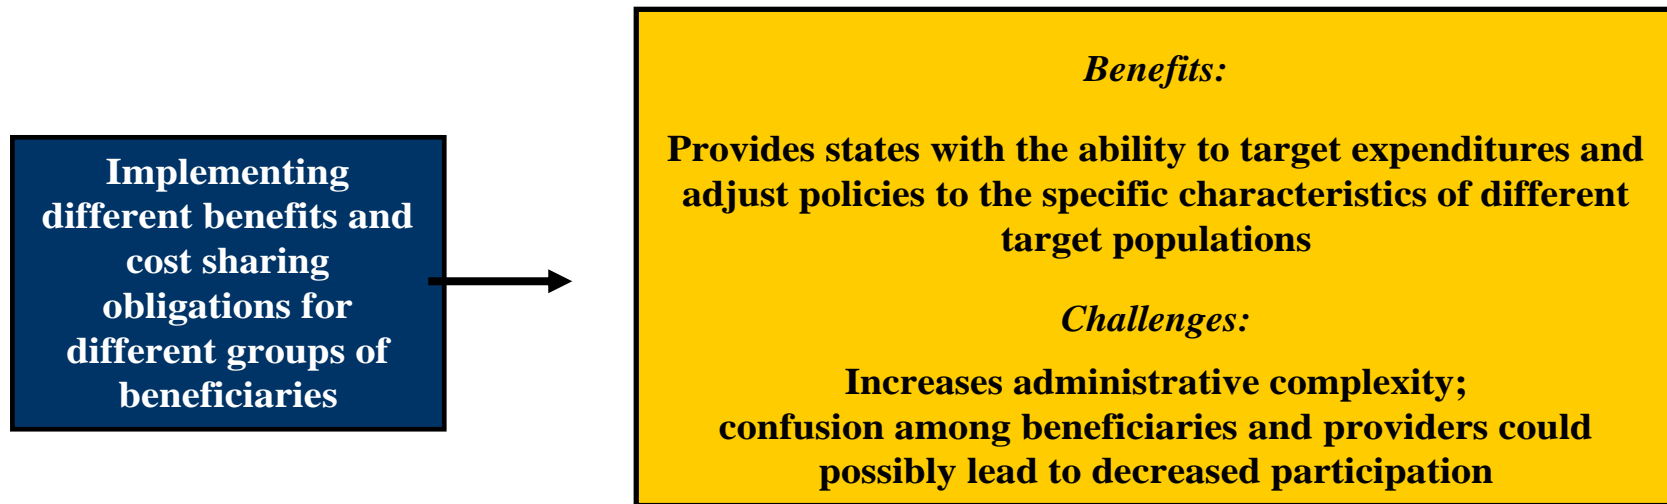 Implementing
different benefits and
cost sharing
obligations for
different groups of
beneficiaries
Benefits:
Provides states with the ability to target expenditures and
adjust policies to the specific characteristics of different
target populations
Challenges:
Increases administrative complexity;
confusion among beneficiaries and providers could
possibly lead to decreased participation